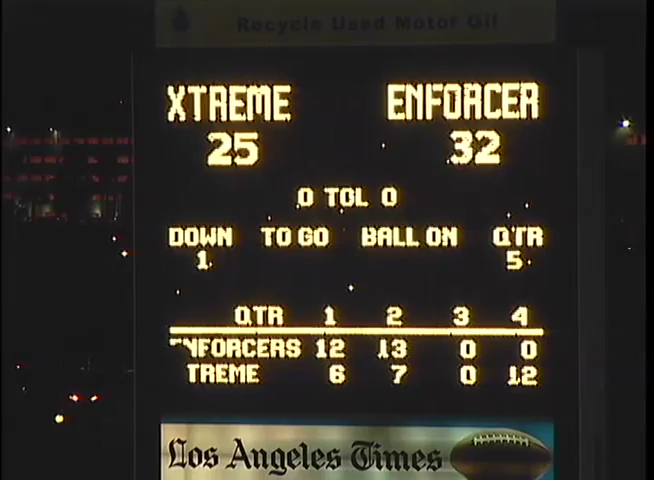 Recycle Used Motor Oil
XTREME ENFORCER
25 32
0 TOL 0
DOWN TO GO BALL ON QTR
1 5
QTR 1 2 3 4
ENFORCERS 12 13 0 0
TREME 6 7 0 12
Los Angeles Times